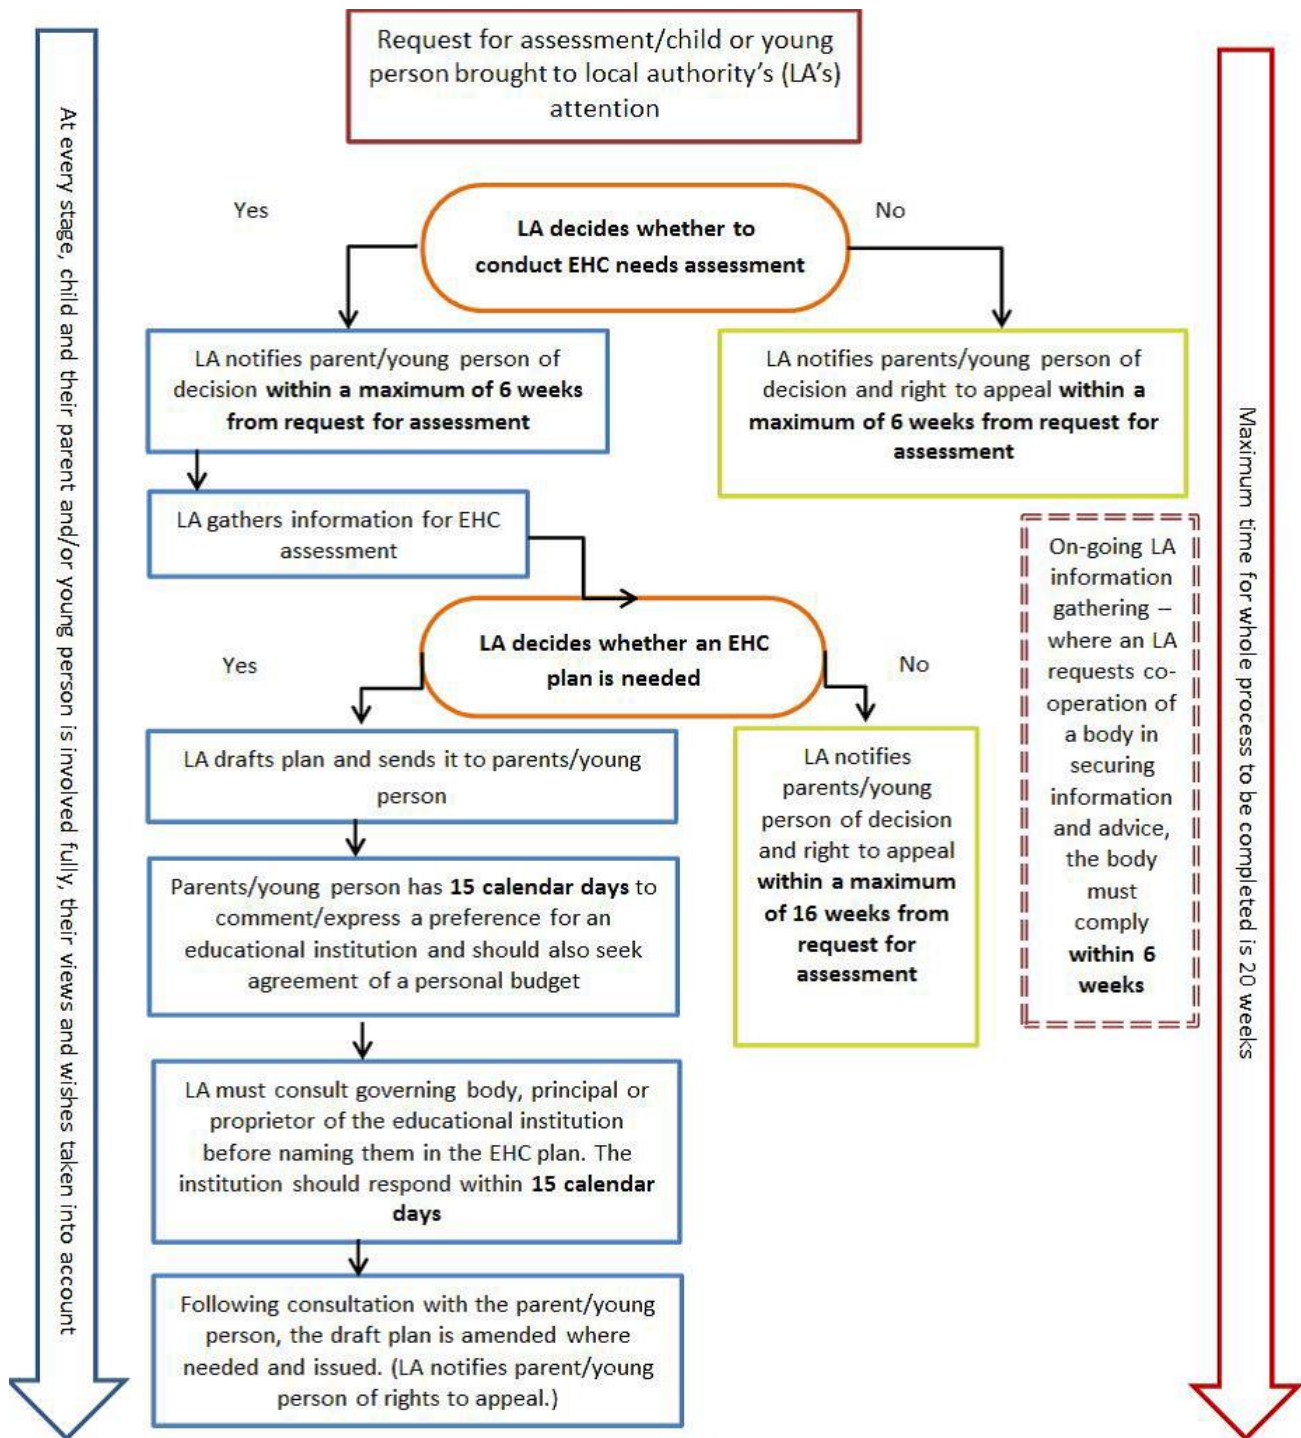 Request for assessment/child or young
person brought to local authority's (LA's)
attention
Yes
LA decides whether to
conduct EHC needs assessment
No
LA notifies parent/young person of
decision within a maximum of 6 weeks
from request for assessment
LA notifies parents/young person of
decision and right to appeal within a
maximum of 6 weeks from request for
assessment
LA gathers information for EHC
assessment
On-going LA
information
gathering –
where an LA
requests co-
operation of
a body in
securing
information
and advice,
the body
must
comply
within 6
weeks
Yes
LA decides whether an EHC
plan is needed
No
LA drafts plan and sends it to parents/young
person
LA notifies
parents/young
person of decision
and right to appeal
within a maximum
of 16 weeks from
request for
assessment
Parents/young person has 15 calendar days to
comment/express a preference for an
educational institution and should also seek
agreement of a personal budget
LA must consult governing body, principal or
proprietor of the educational institution
before naming them in the EHC plan. The
institution should respond within 15 calendar
days
Following consultation with the parent/young
person, the draft plan is amended where
needed and issued. (LA notifies parent/young
person of rights to appeal.)
At every stage, child and their parent and/or young person is involved fully, their views and wishes taken into account
Maximum time for whole process to be completed is 20 weeks